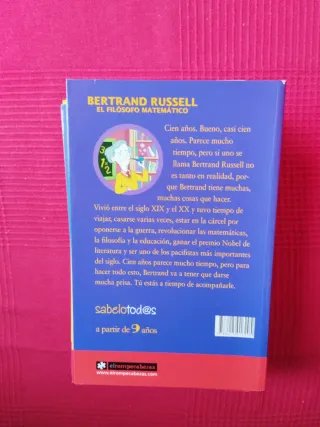 BERTRAND RUSSELL
EL FILÓSOFO MATEMÁTICO
Cien años. Bueno, casi cien
años. Parece mucho
tiempo, pero si uno se
llama Bertrand Russell no
es tanto en realidad, por-
que Bertrand tiene muchas,
muchas cosas que hacer.
Vivió entre el siglo XIX y el XX y tuvo tiempo de
viajar, casarse varias veces, estar en la cárcel por
oponerse a la guerra, revolucionar las matemáticas,
la filosofía y la educación, ganar el premio Nobel de
literatura y ser uno de los pacifistas más importantes
del siglo. Cien años parece mucho tiempo, pero para
hacer todo esto, Bertrand va a tener que darse
mucha prisa. Tú estás a tiempo de acompañarle.
sabelotod@s
a partir de 9 años
elrompecabezas
www.elrompecabezas.com